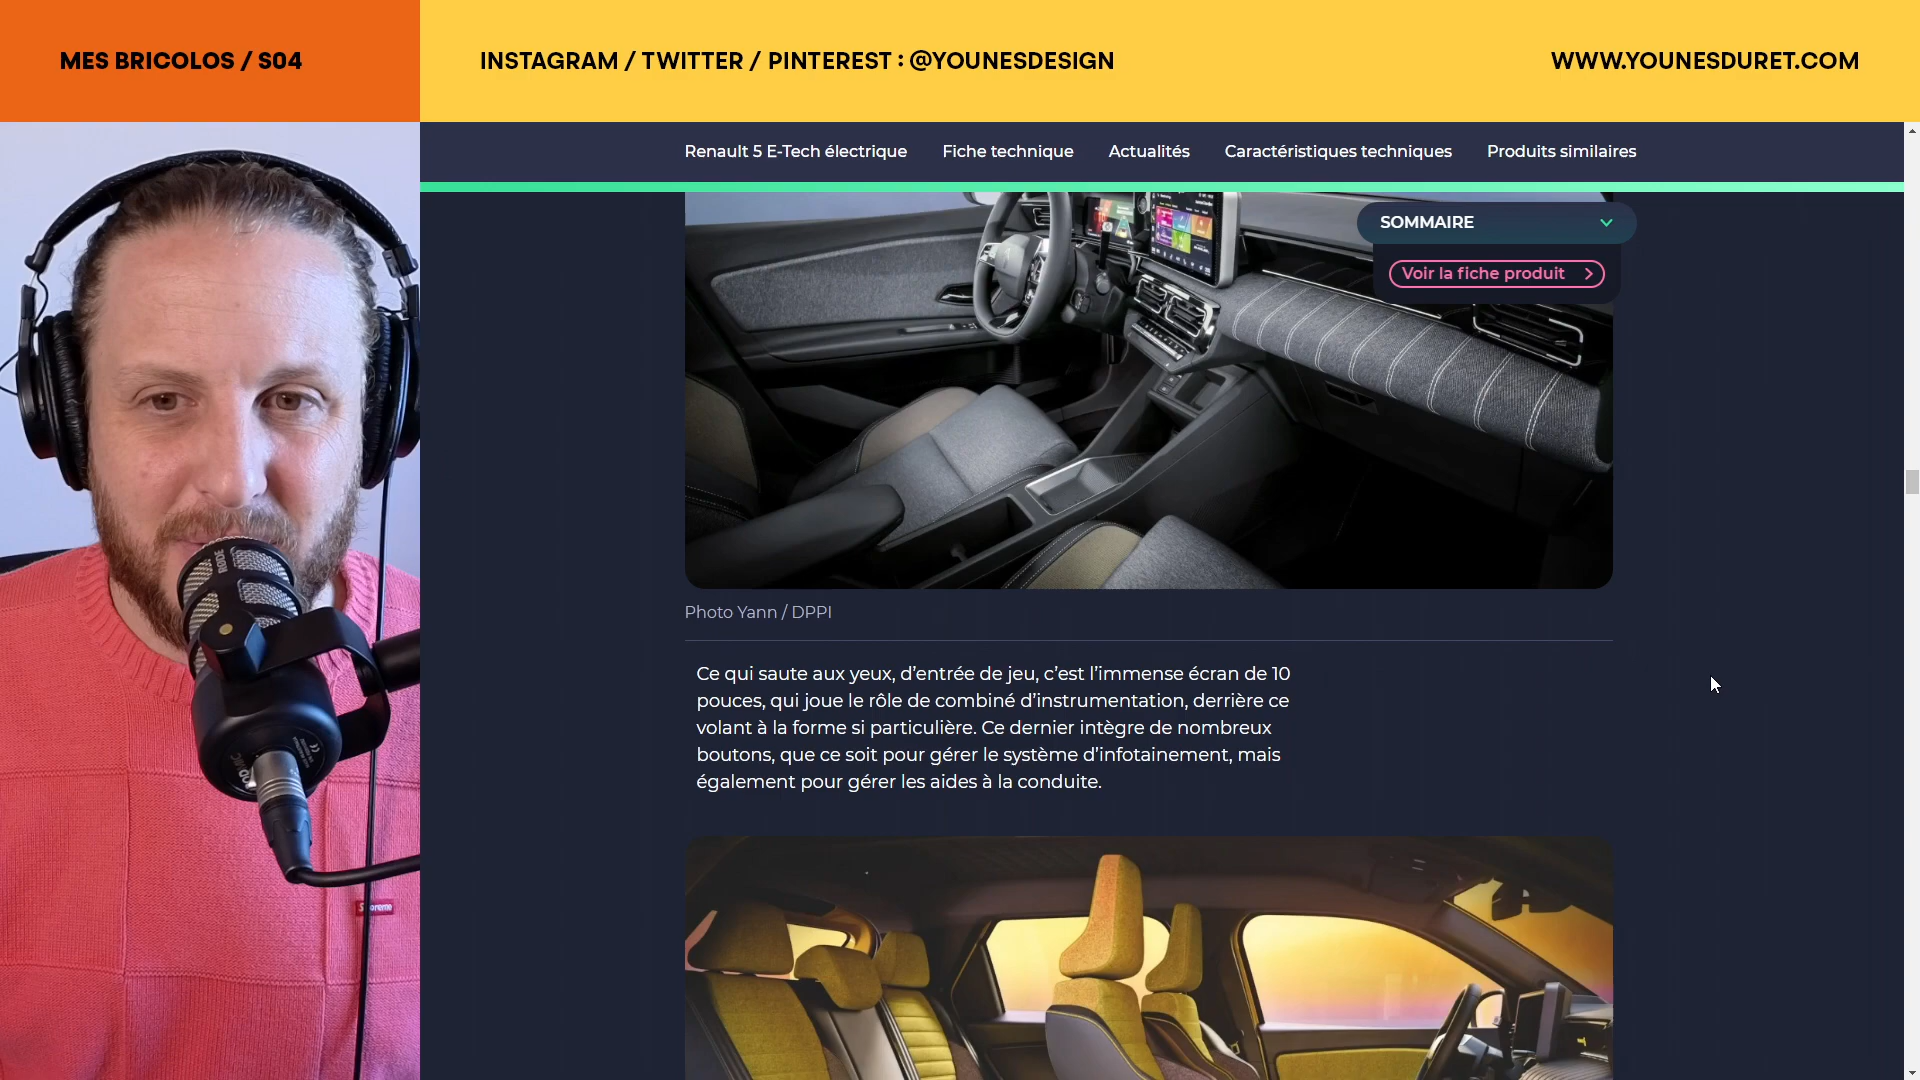 MES BRICOLOS / S04
INSTAGRAM / TWITTER / PINTEREST : @YOUNESDESIGN
WWW.YOUNESDURET.COM
Renault 5 E-Tech électrique
Fiche technique
Actualités
Caractéristiques techniques
Produits similaires
SOMMAIRE
Voir la fiche produit
RODE
Photo Yann / DPPI
Ce qui saute aux yeux, d’entrée de jeu, c’est l’immense écran de 10
pouces, qui joue le rôle de combiné d’instrumentation, derrière ce
volant à la forme si particulière. Ce dernier intègre de nombreux
boutons, que ce soit pour gérer le système d’infotainement, mais
également pour gérer les aides à la conduite.